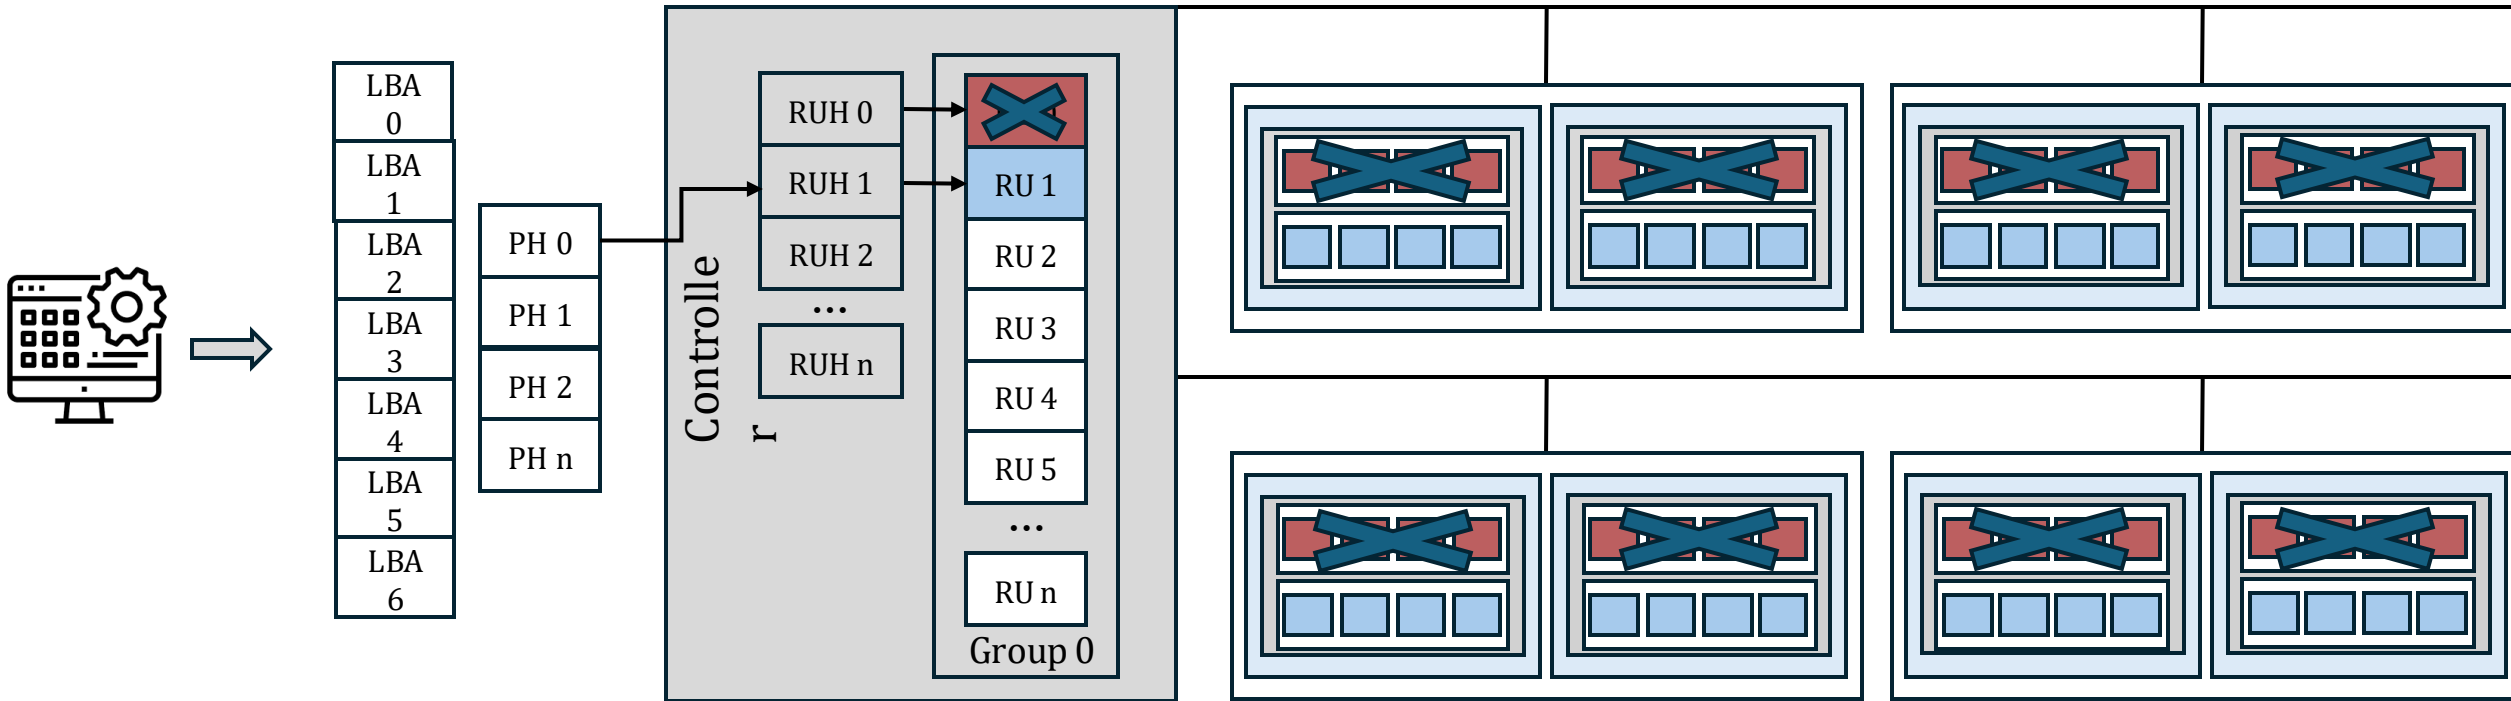 LBA
0
LBA
1
LBA
2
LBA
3
LBA
4
LBA
5
LBA
6
PH 0
PH 1
PH 2
PH n
Controlle
r
RUH 0
RUH 1
RUH 2
...
RUH n
RU 1
RU 2
RU 3
RU 4
RU 5
...
RU n
Group 0